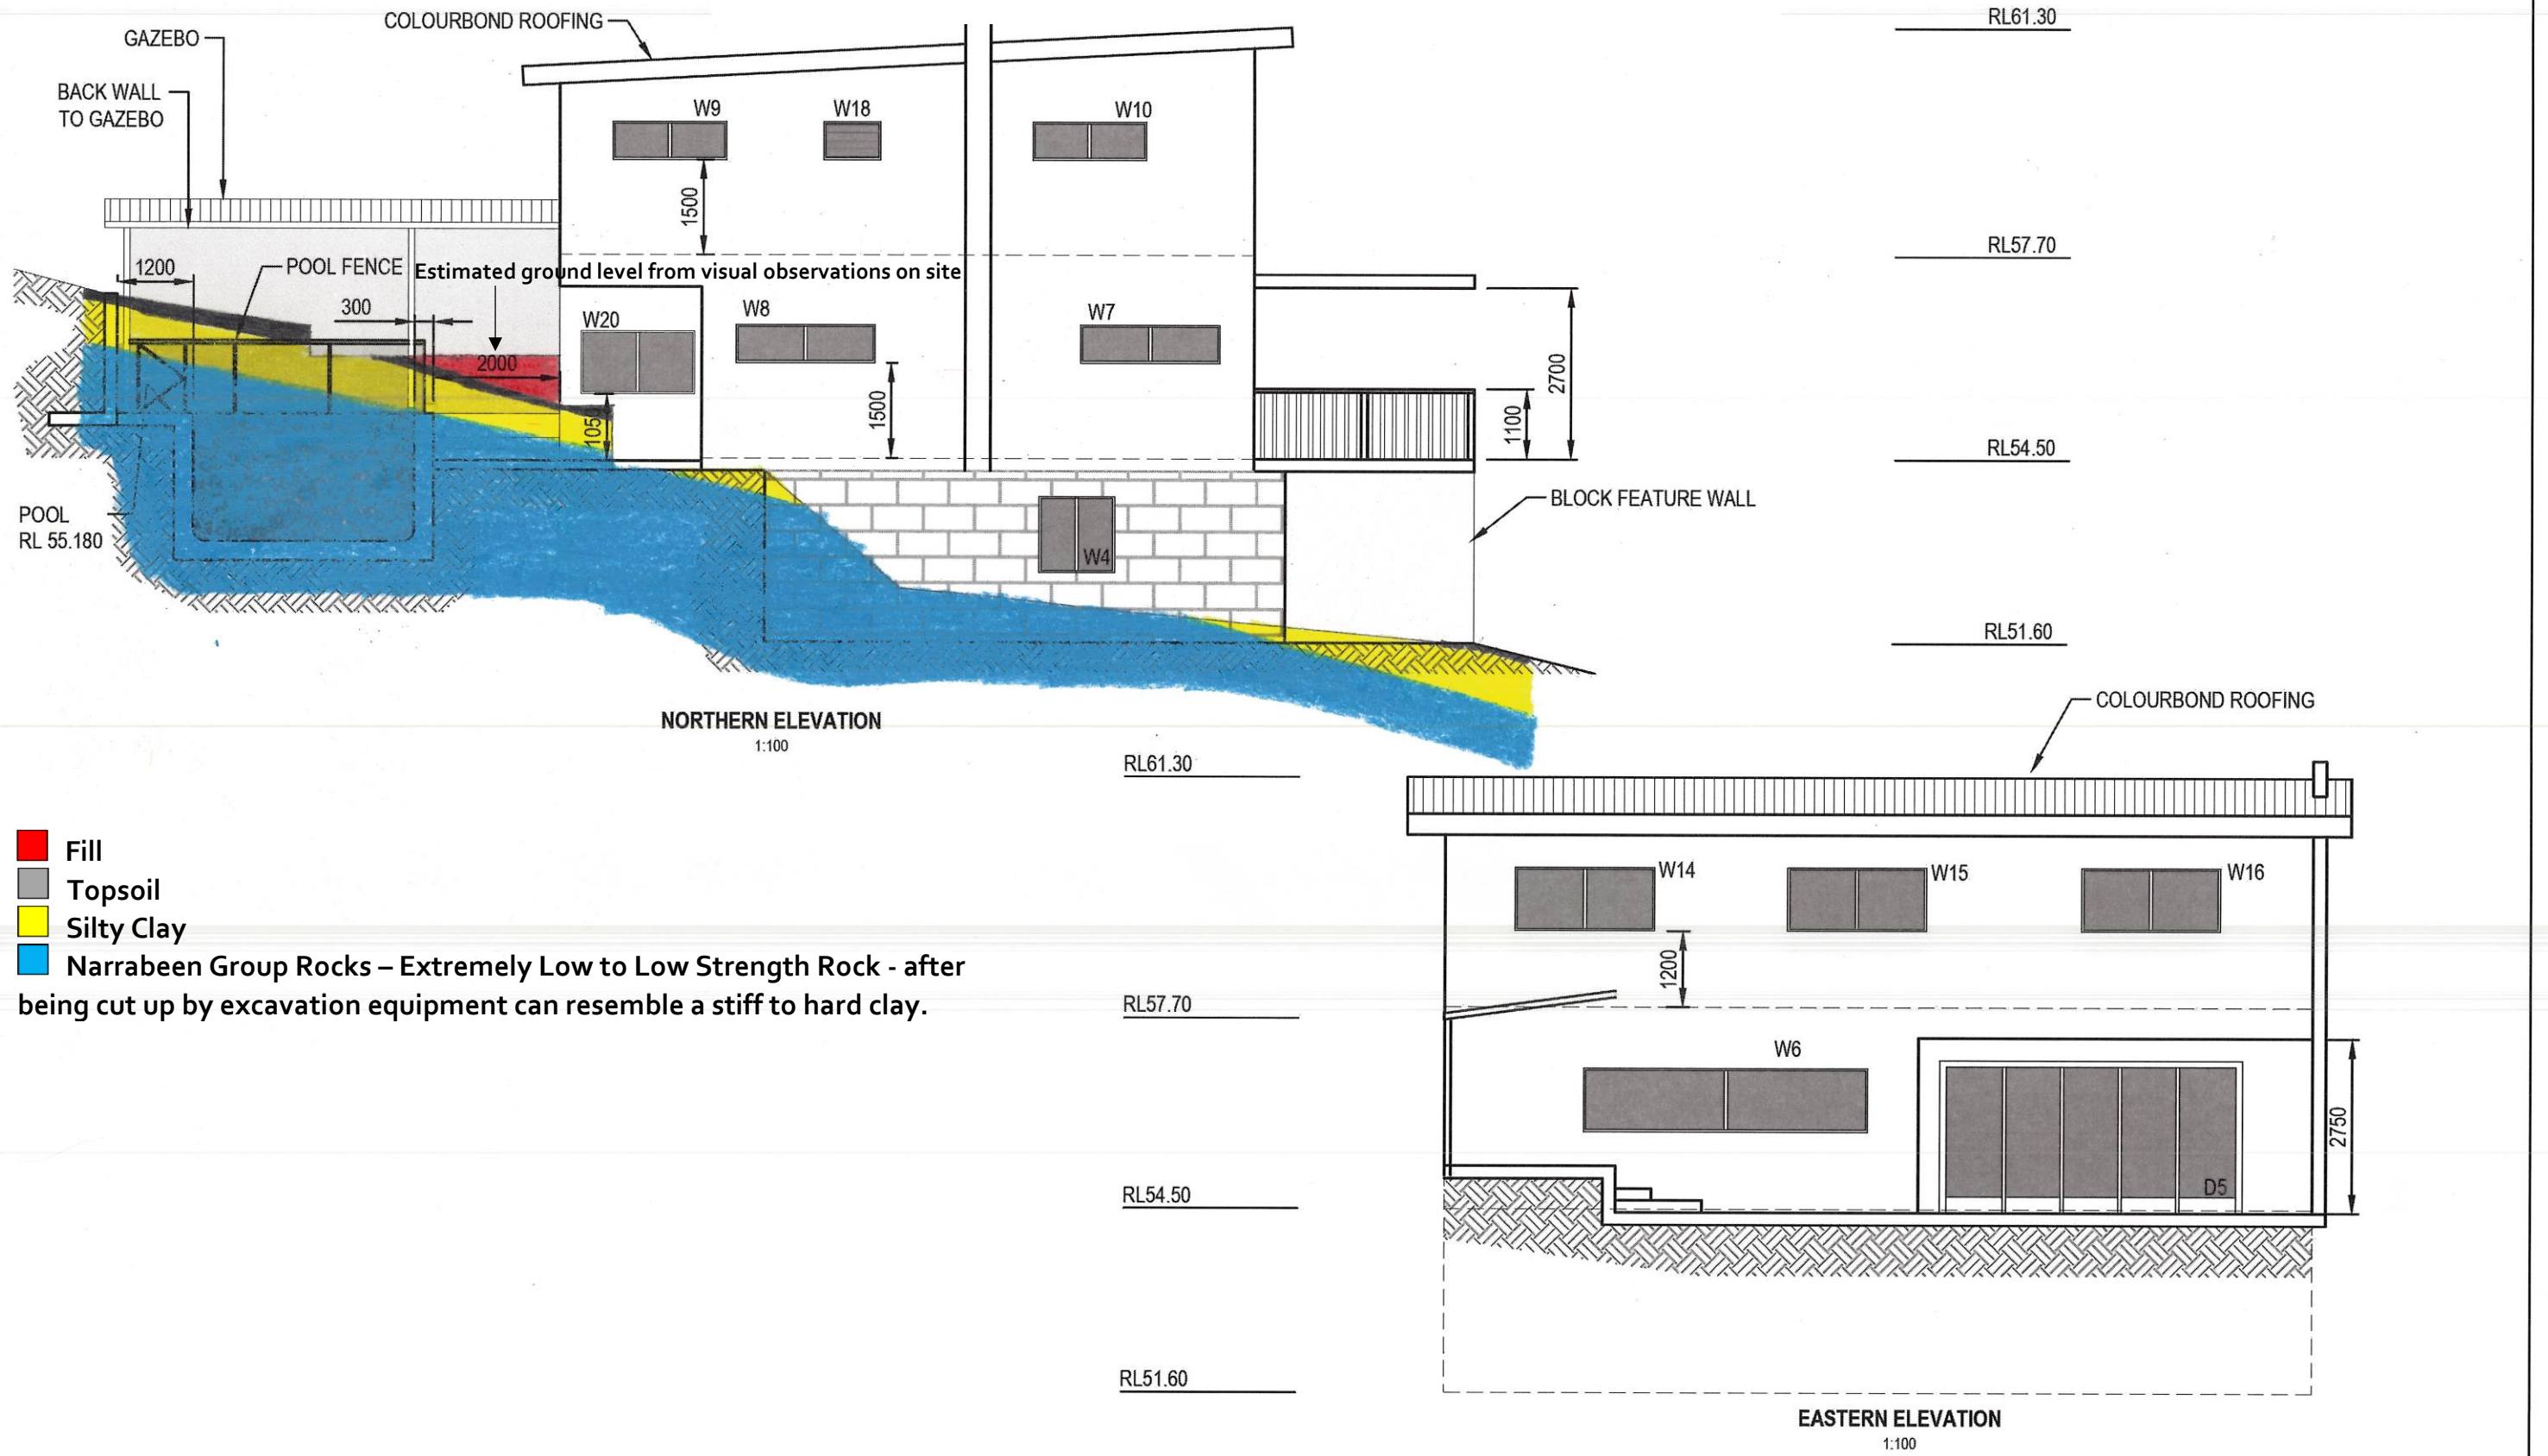 COLOURBOND ROOFING
GAZEBO
BACK WALL
TO GAZEBO
RL61.30
W9
W18
W10
1500
RL57.70
1200
POOL FENCE
Estimated ground level from visual observations on site
300
W20
W8
W7
2000
2700
1500
105
1100
RL54.50
BLOCK FEATURE WALL
POOL
RL 55.180
W4
RL51.60
NORTHERN ELEVATION
1:100
COLOURBOND ROOFING
RL61.30
Fill
Topsoil
Silty Clay
Narrabeen Group Rocks – Extremely Low to Low Strength Rock - after
being cut up by excavation equipment can resemble a stiff to hard clay.
W14
W15
W16
1200
RL57.70
W6
2750
D5
RL54.50
RL51.60
EASTERN ELEVATION
1:100